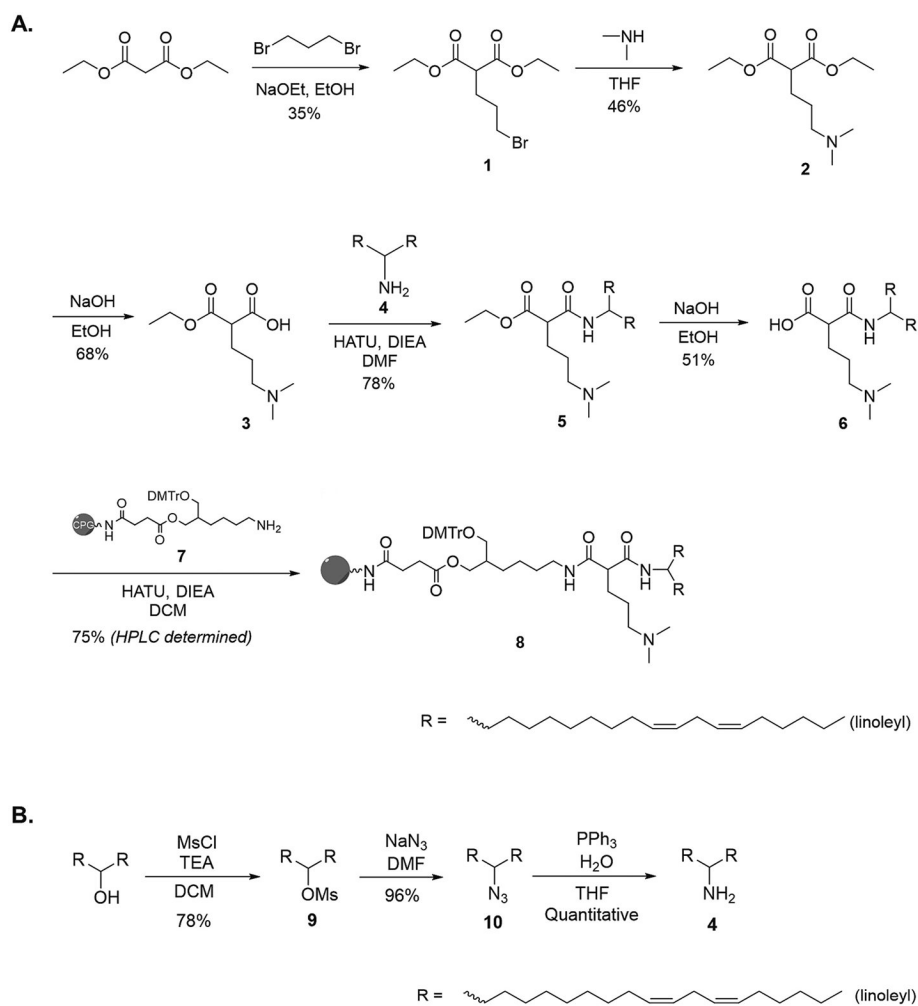 A.
O O
O O
Br Br
NaOEt, EtOH
35%
O O
O O
Br
1
NH
THF
46%
O O
O O
N
2
NaOH
EtOH
68%
O O
O OH
N
3
R R
NH₂
4
HATU, DIEA
DMF
78%
O O R
O N R
H
N
5
NaOH
EtOH
51%
O O R
HO N R
H
N
6
DMTrO
O
CPG NH O NH₂
O
7
HATU, DIEA
DCM
75% (HPLC determined)
DMTrO
O O O R
NH O N N R
O H H
N
8
R = (linoleyl)
B.
R R
OH
MsCl
TEA
DCM
78%
R R
OMs
9
NaN₃
DMF
96%
R R
N₃
10
PPh₃
H₂O
THF
Quantitative
R R
NH₂
4
R = (linoleyl)